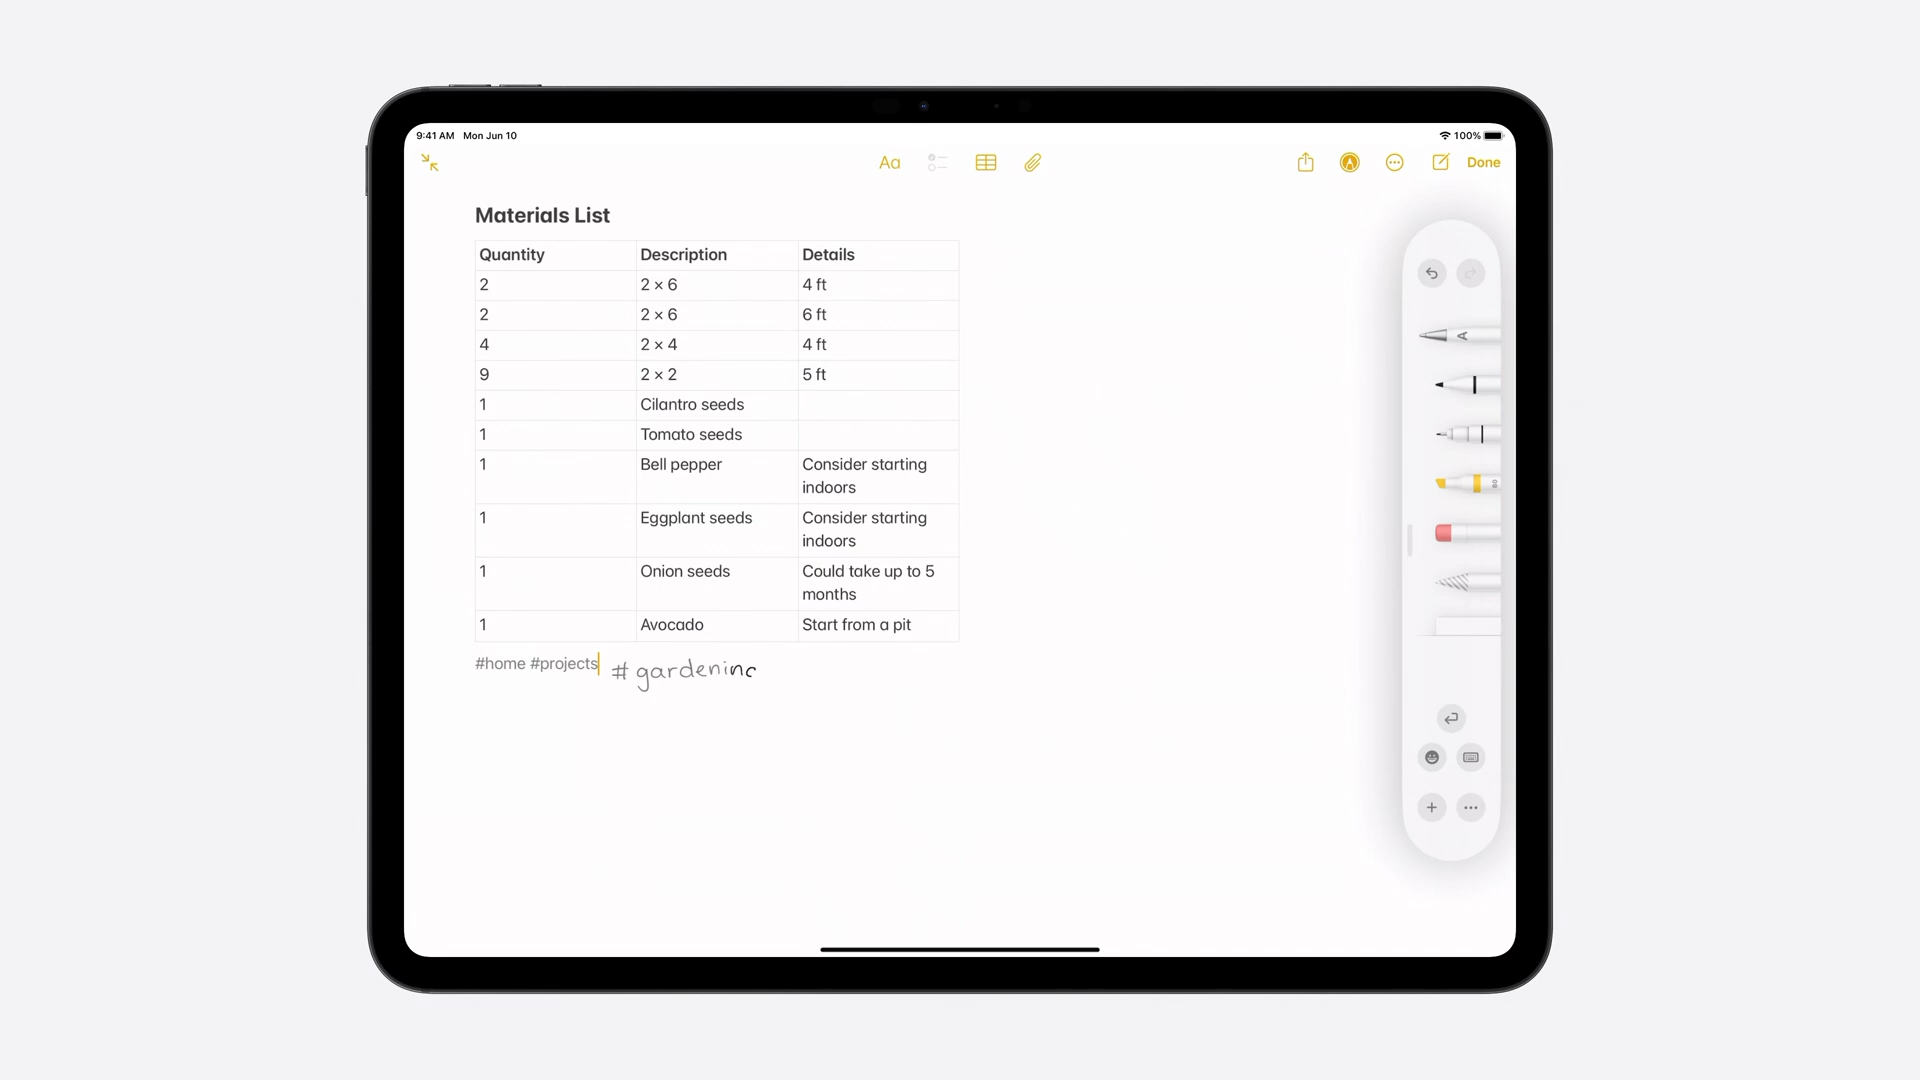 9:41 AM Mon Jun 10 100%
Aa Done
Materials List
Quantity Description Details
2 2 × 6 4 ft
2 2 × 6 6 ft
4 2 × 4 4 ft
9 2 × 2 5 ft
1 Cilantro seeds
1 Tomato seeds
1 Bell pepper Consider starting
indoors
1 Eggplant seeds Consider starting
indoors
1 Onion seeds Could take up to 5
months
1 Avocado Start from a pit
#home #projects # gardeninc
A
80